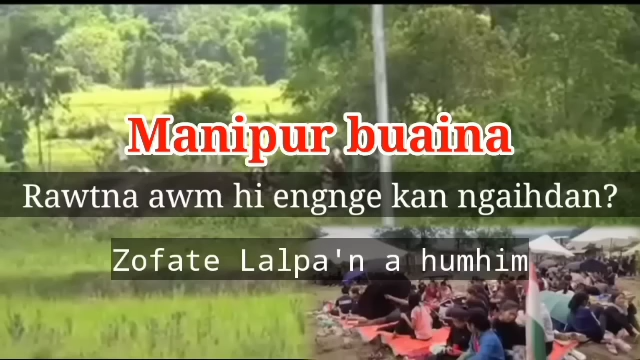 Manipur buaina
Rawtna awm hi engnge kan ngaihdan?
Zofate Lalpa'n a humhim